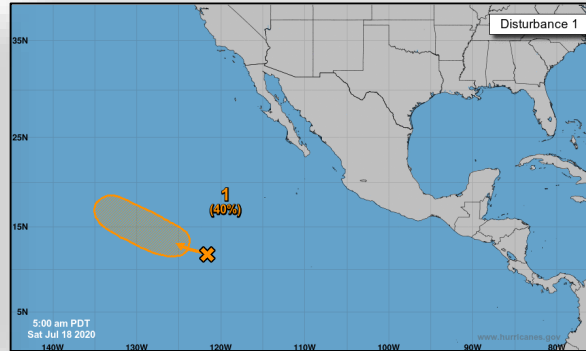 Disturbance 1
35N
25N
1
(40%)
15N
5N
5:00 am PDT
Sat Jul 18 2020
www.hurricanes.gov
140W
130W
120W
110W
100W
90W
80W